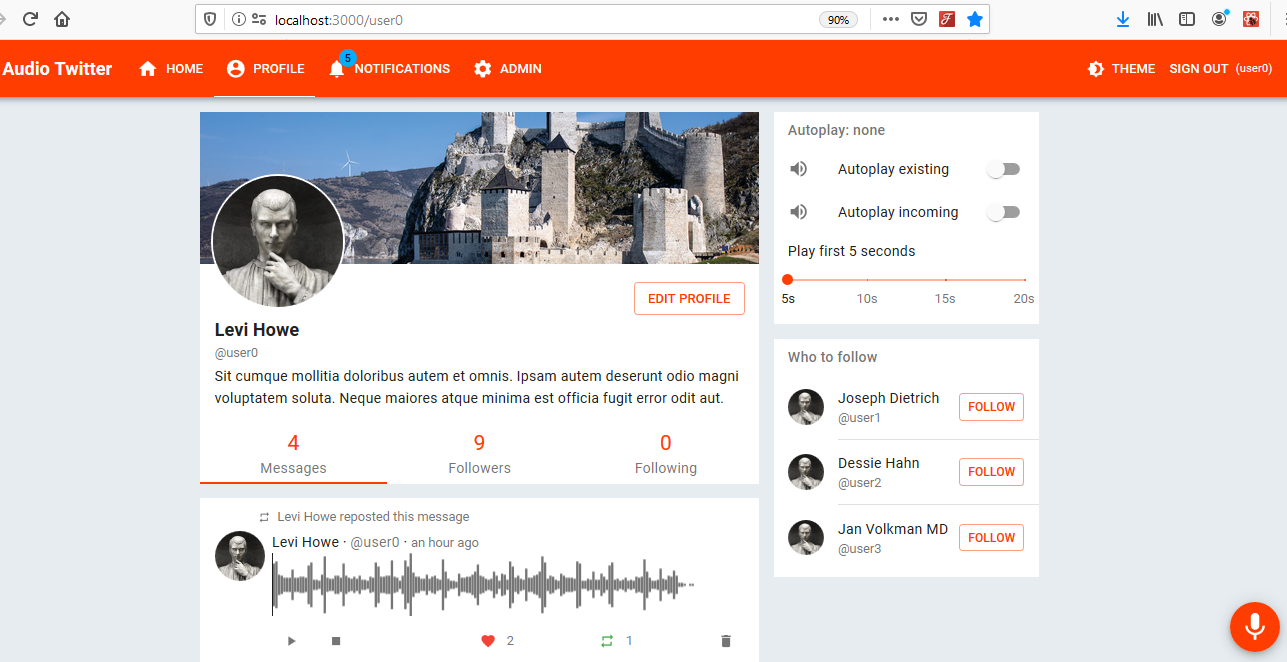 localhost:3000/user0
90%
Audio Twitter
HOME
PROFILE
5
NOTIFICATIONS
ADMIN
THEME
SIGN OUT (user0)
EDIT PROFILE
Levi Howe
@user0
Sit cumque mollitia doloribus autem et omnis. Ipsam autem deserunt odio magni
voluptatem soluta. Neque maiores atque minima est officia fugit error odit aut.
4
Messages
9
Followers
0
Following
Levi Howe reposted this message
Levi Howe · @user0 · an hour ago
2
1
Autoplay: none
Autoplay existing
Autoplay incoming
Play first 5 seconds
5s 10s 15s 20s
Who to follow
Joseph Dietrich
@user1
FOLLOW
Dessie Hahn
@user2
FOLLOW
Jan Volkman MD
@user3
FOLLOW